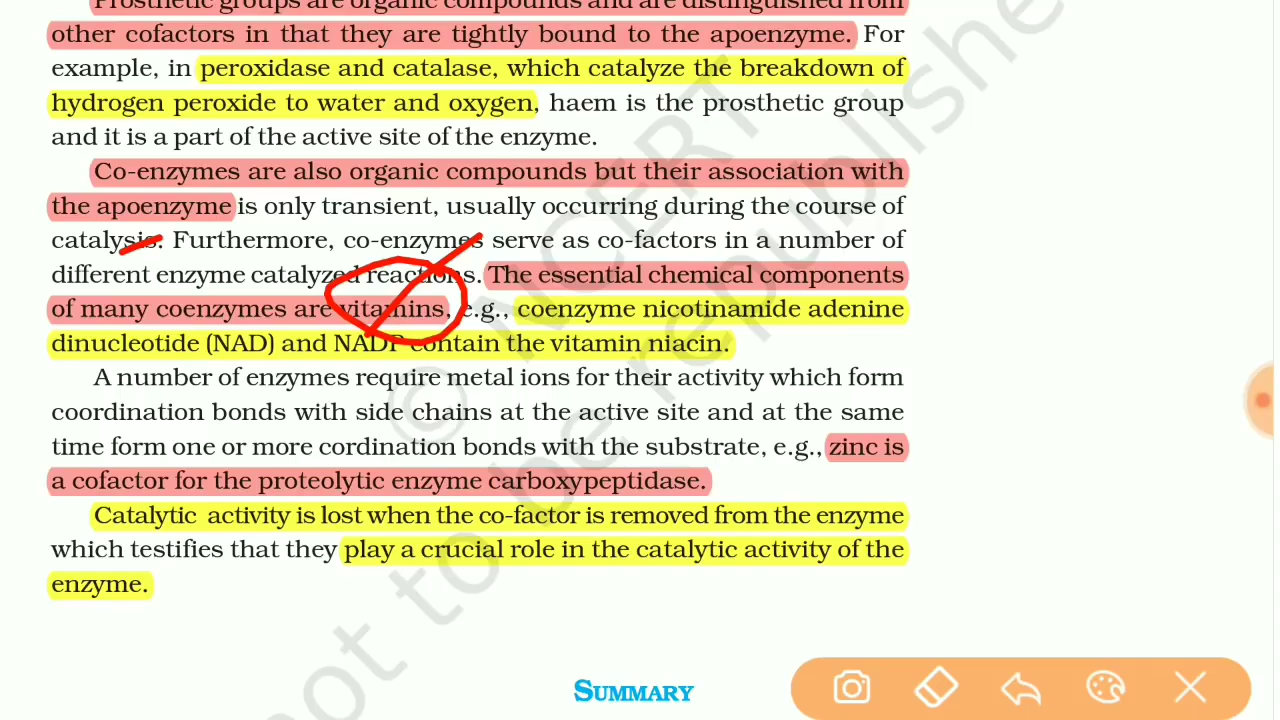 Prosthetic groups are organic compounds and are distinguished from
other cofactors in that they are tightly bound to the apoenzyme. For
example, in peroxidase and catalase, which catalyze the breakdown of
hydrogen peroxide to water and oxygen, haem is the prosthetic group
and it is a part of the active site of the enzyme.
Co-enzymes are also organic compounds but their association with
the apoenzyme is only transient, usually occurring during the course of
catalysis. Furthermore, co-enzymes serve as co-factors in a number of
different enzyme catalyzed reactions. The essential chemical components
of many coenzymes are vitamins, e.g., coenzyme nicotinamide adenine
dinucleotide (NAD) and NADP contain the vitamin niacin.
A number of enzymes require metal ions for their activity which form
coordination bonds with side chains at the active site and at the same
time form one or more cordination bonds with the substrate, e.g., zinc is
a cofactor for the proteolytic enzyme carboxypeptidase.
Catalytic activity is lost when the co-factor is removed from the enzyme
which testifies that they play a crucial role in the catalytic activity of the
enzyme.
SUMMARY
© NCERT
not to be republishe